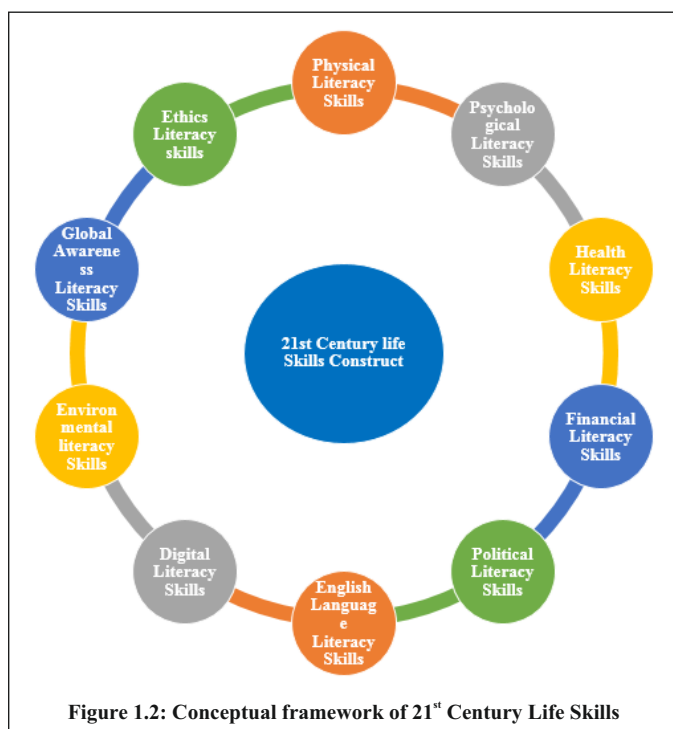 Physical
Literacy
Skills
Psycholo
gical
Literacy
Skills
Health
Literacy
Skills
Financial
Literacy
Skills
Political
Literacy
Skills
English
Languag
e
Literacy
Skills
Digital
Literacy
Skills
Environ
mental
literacy
Skills
Global
Awarene
ss
Literacy
Skills
Ethics
Literacy
skills
21st Century life
Skills Construct
Figure 1.2: Conceptual framework of 21st Century Life Skills